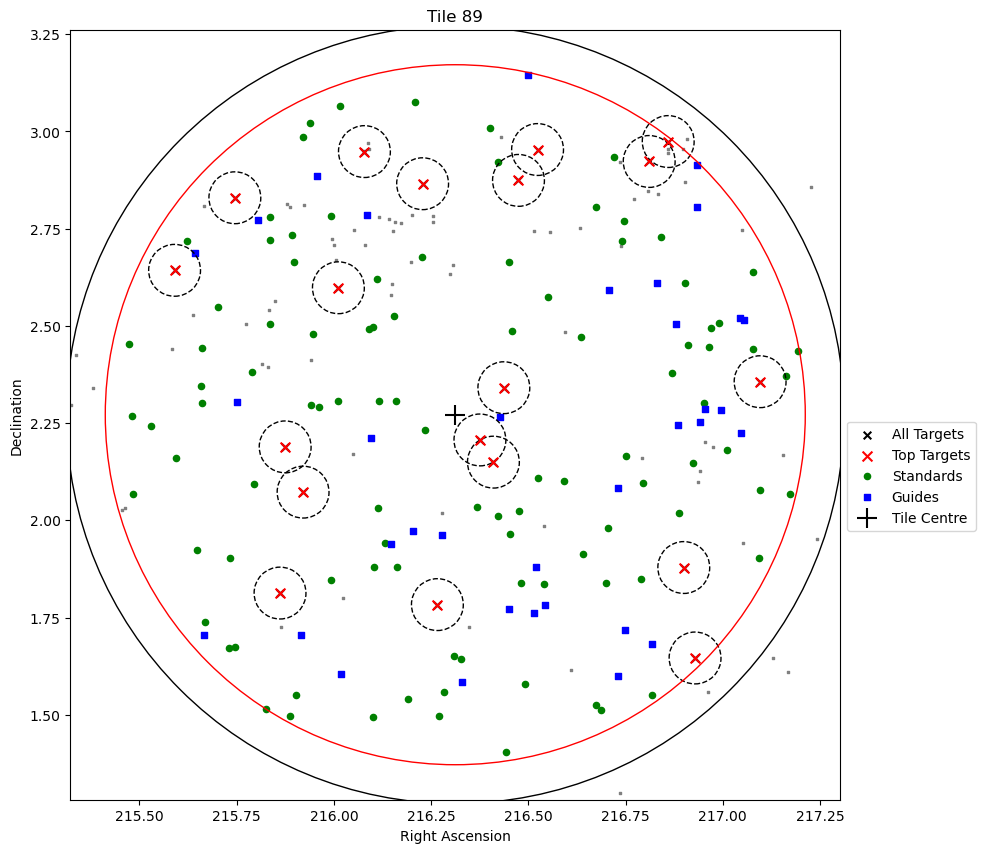 Tile 89
3.25
3.00
2.75
2.50
2.25
2.00
1.75
1.50
Declination
215.50 215.75 216.00 216.25 216.50 216.75 217.00 217.25
Right Ascension
All Targets
Top Targets
Standards
Guides
Tile Centre